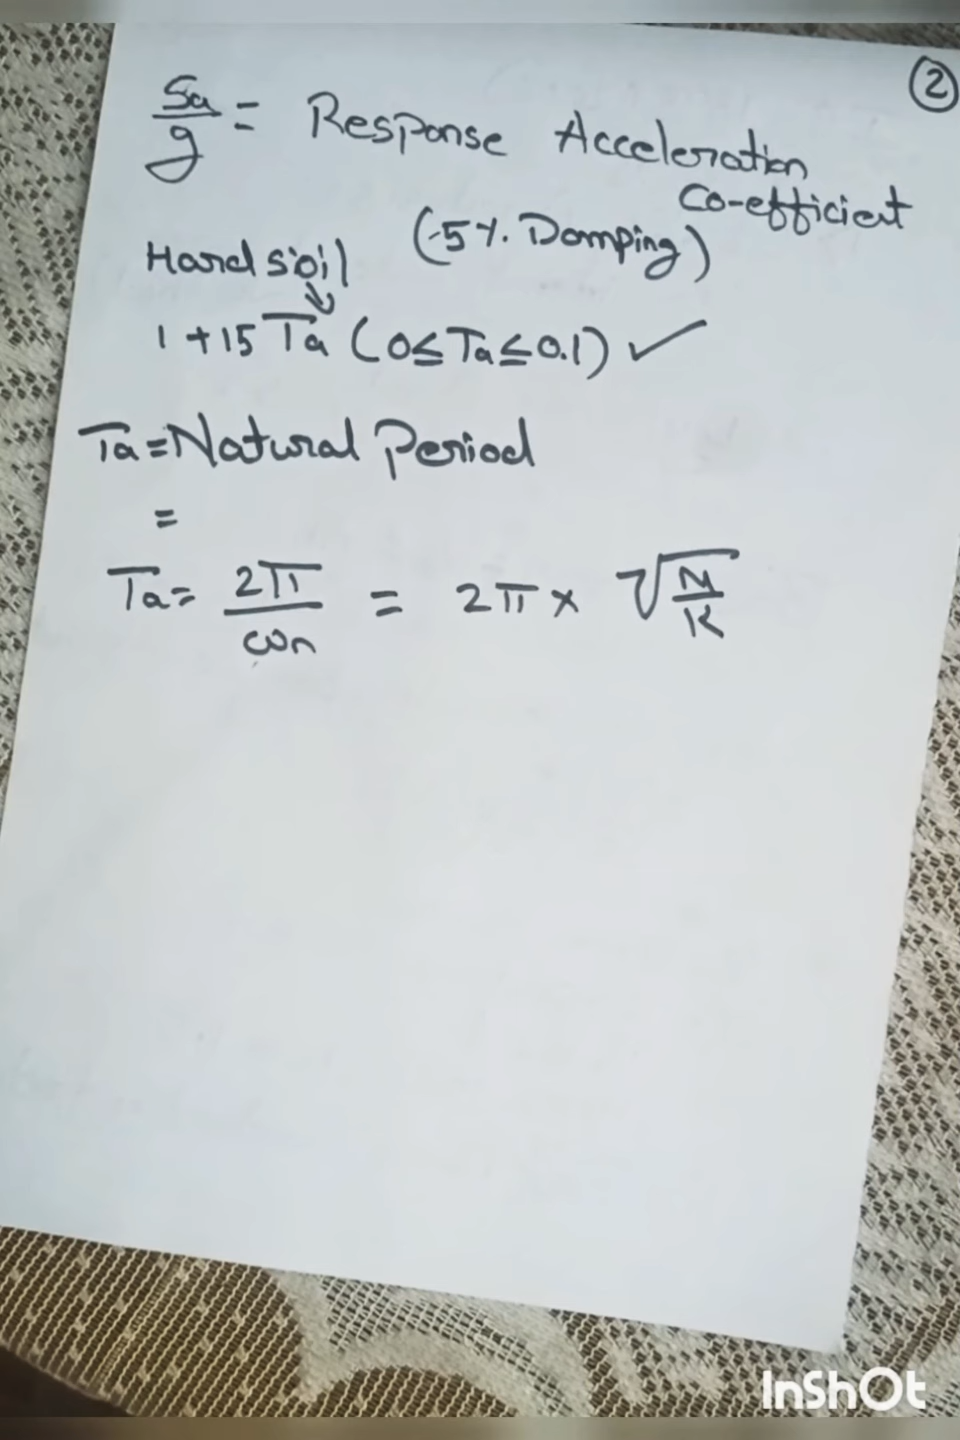 2
Sa/g = Response Acceleration
Co-efficient
(5%. Damping)
Hard soil
↓
1 + 15 Ta (0 ≤ Ta ≤ 0.1) ✓
Ta = Natural Period
=
Ta = 2π/ωn = 2π × √(M/K)
InShOt